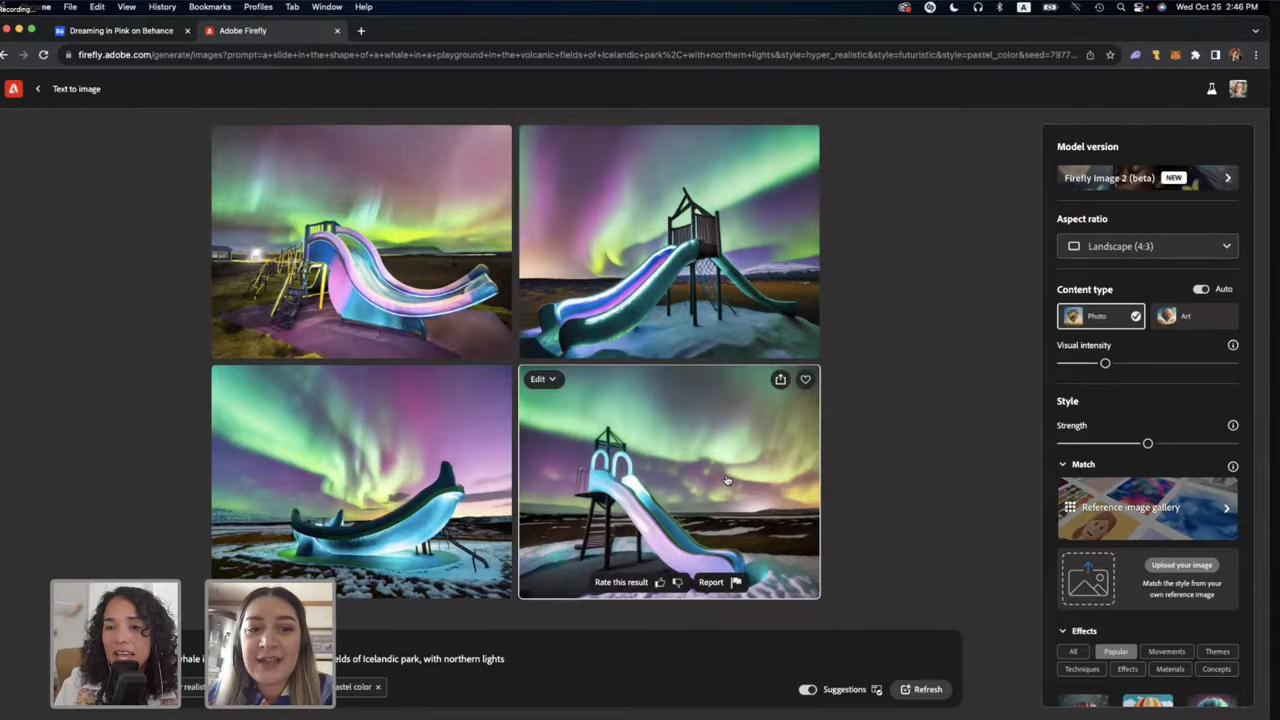 Recording...
Chrome File Edit View History Bookmarks Profiles Tab Window Help
A
Wed Oct 25 2:46 PM
Dreaming in Pink on Behance
Adobe Firefly
firefly.adobe.com/generate/images?prompt=a+slide+in+the+shape+of+a+whale+in+a+playground+in+the+volcanic+fields+of+Icelandic+park%2C+with+northern+lights&style=hyper_realistic&style=futuristic&style=pastel_color&seed=7977...
Text to image
Model version
Firefly Image 2 (beta) NEW
Aspect ratio
Landscape (4:3)
Content type
Auto
Photo
Art
Visual intensity
Style
Strength
Match
Reference image gallery
Upload your image
Match the style from your own reference image
Effects
All Popular Movements Themes
Techniques Effects Materials Concepts
Edit
Rate this result
Report
elds of Icelandic park, with northern lights
Suggestions
Refresh